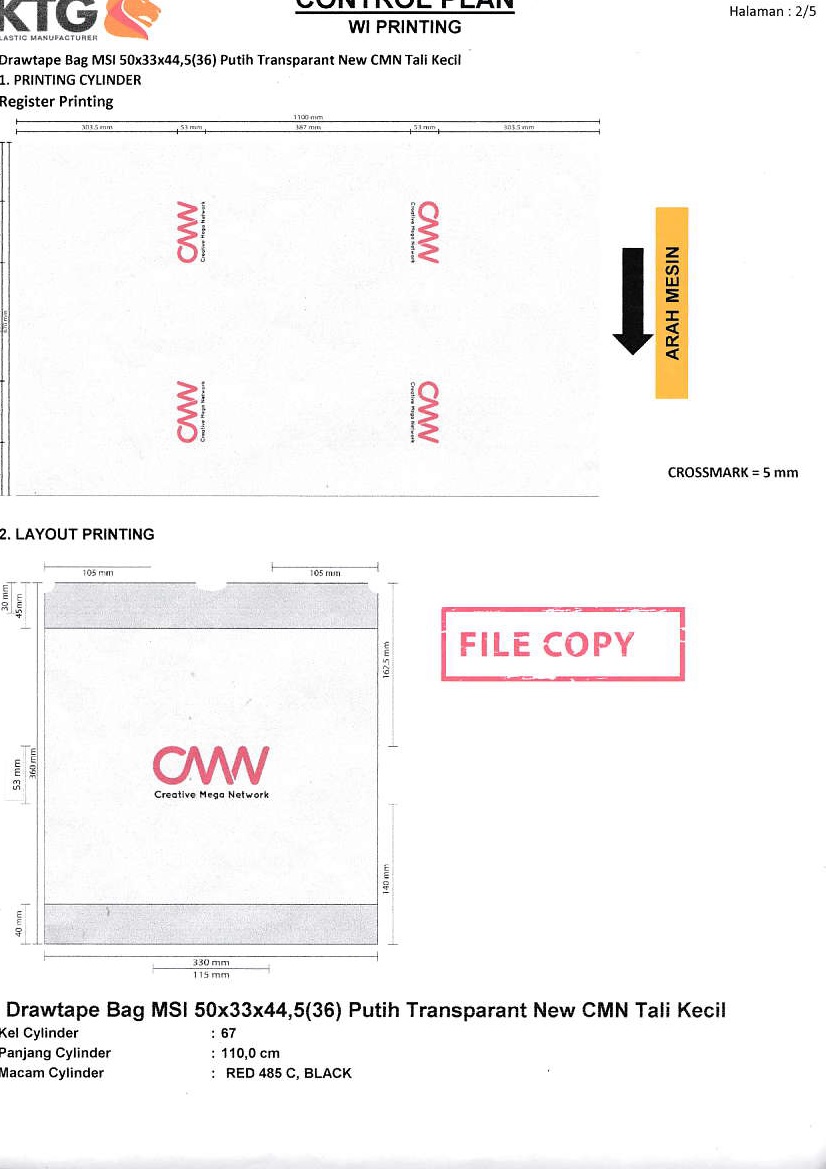 CONTROL PLAN
KTG
LASTIC MANUFACTURER
WI PRINTING
Halaman : 2/5
Drawtape Bag MSI 50x33x44,5(36) Putih Transparant New CMN Tali Kecil
1. PRINTING CYLINDER
Register Printing
1100 mm
303.5 mm 53 mm 387 mm 53 mm 303.5 mm
CMN
Creative Mega Network
CMN
Creative Mega Network
ARAH MESIN
CMN
Creative Mega Network
CMN
Creative Mega Network
CROSSMARK = 5 mm
2. LAYOUT PRINTING
105 mm 105 mm
30 mm
45mm
FILE COPY
162.5 mm
CMN
Creative Mega Network
53 mm
360 mm
140 mm
40 mm
330 mm
115 mm
Drawtape Bag MSI 50x33x44,5(36) Putih Transparant New CMN Tali Kecil
Kel Cylinder : 67
Panjang Cylinder : 110,0 cm
Macam Cylinder : RED 485 C, BLACK